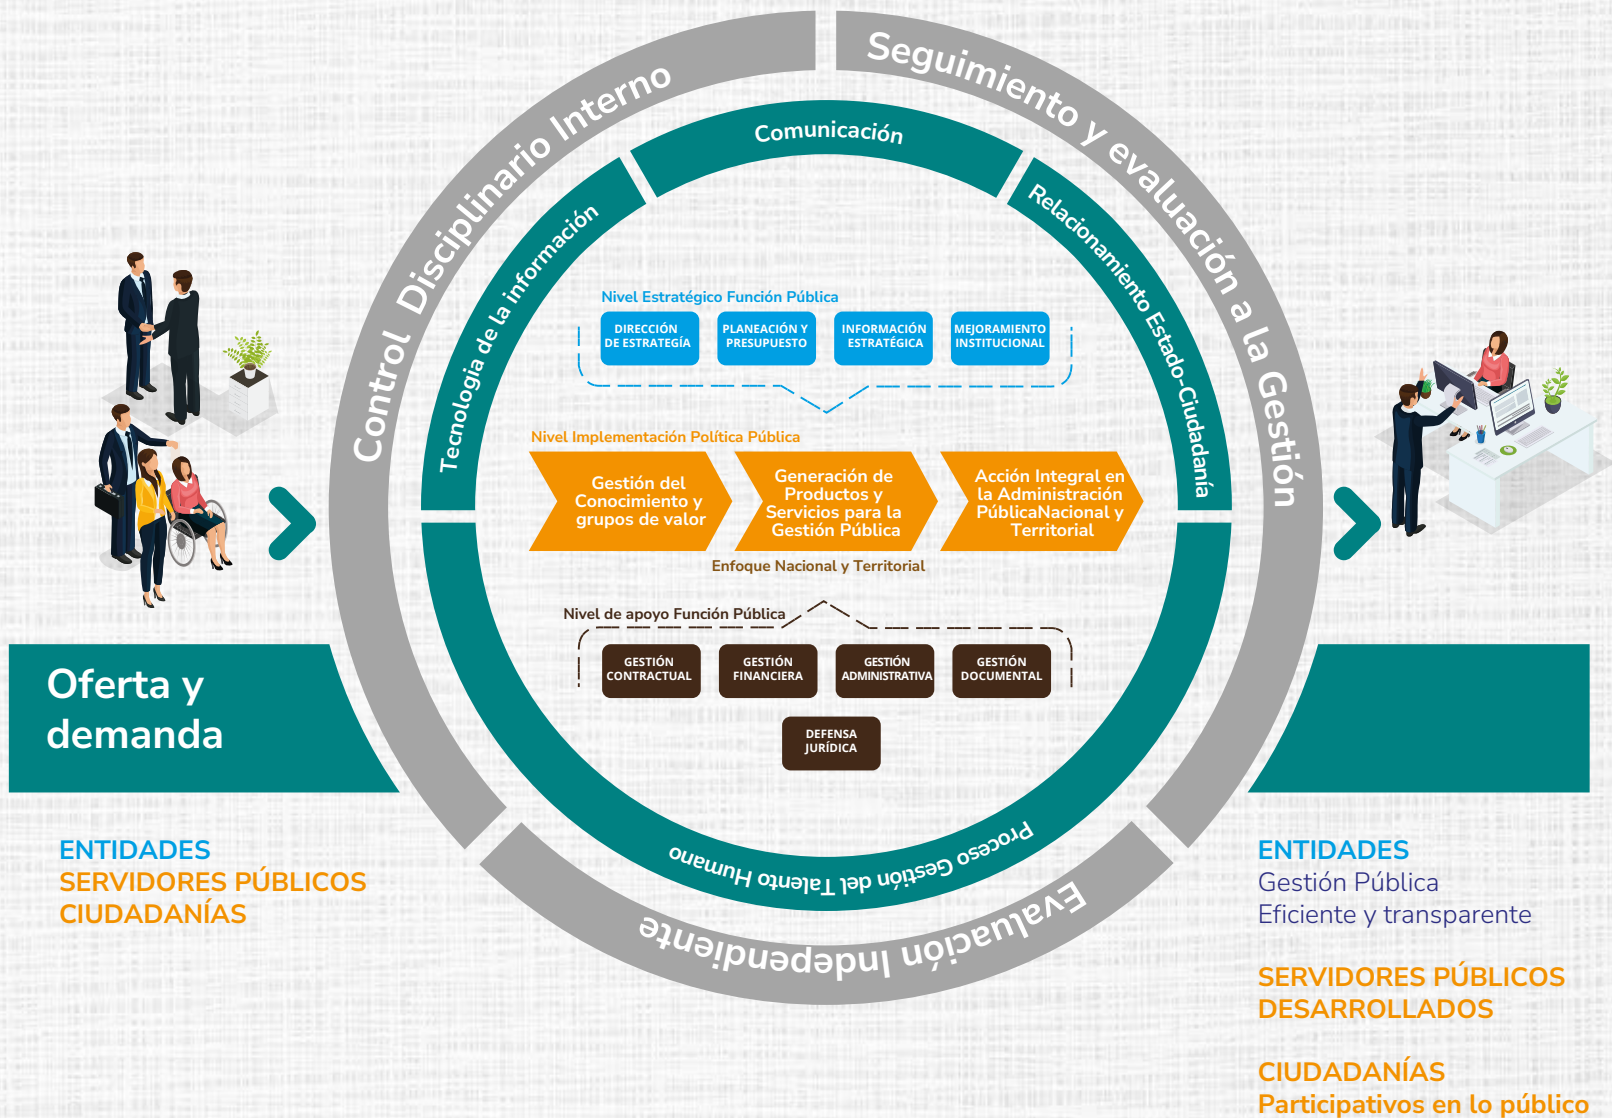 Control Disciplinario Interno
Seguimiento y evaluación a la Gestión
Comunicación
Tecnologia de la información
Relacionamiento Estado-Ciudadanía
Nivel Estratégico Función Pública
DIRECCIÓN
DE ESTRATEGÍA
PLANEACIÓN Y
PRESUPUESTO
INFORMACIÓN
ESTRATÉGICA
MEJORAMIENTO
INSTITUCIONAL
Nivel Implementación Política Pública
Gestión del
Conocimiento y
grupos de valor
Generación de
Productos y
Servicios para la
Gestión Pública
Acción Integral en
la Administración
PúblicaNacional y
Territorial
Enfoque Nacional y Territorial
Nivel de apoyo Función Pública
GESTIÓN
CONTRACTUAL
GESTIÓN
FINANCIERA
GESTIÓN
ADMINISTRATIVA
GESTIÓN
DOCUMENTAL
DEFENSA
JURÍDICA
Proceso Gestión del Talento Humano
Evaluación Independiente
Oferta y
demanda
ENTIDADES
SERVIDORES PÚBLICOS
CIUDADANÍAS
ENTIDADES
Gestión Pública
Eficiente y transparente
SERVIDORES PÚBLICOS
DESARROLLADOS
CIUDADANÍAS
Participativos en lo público